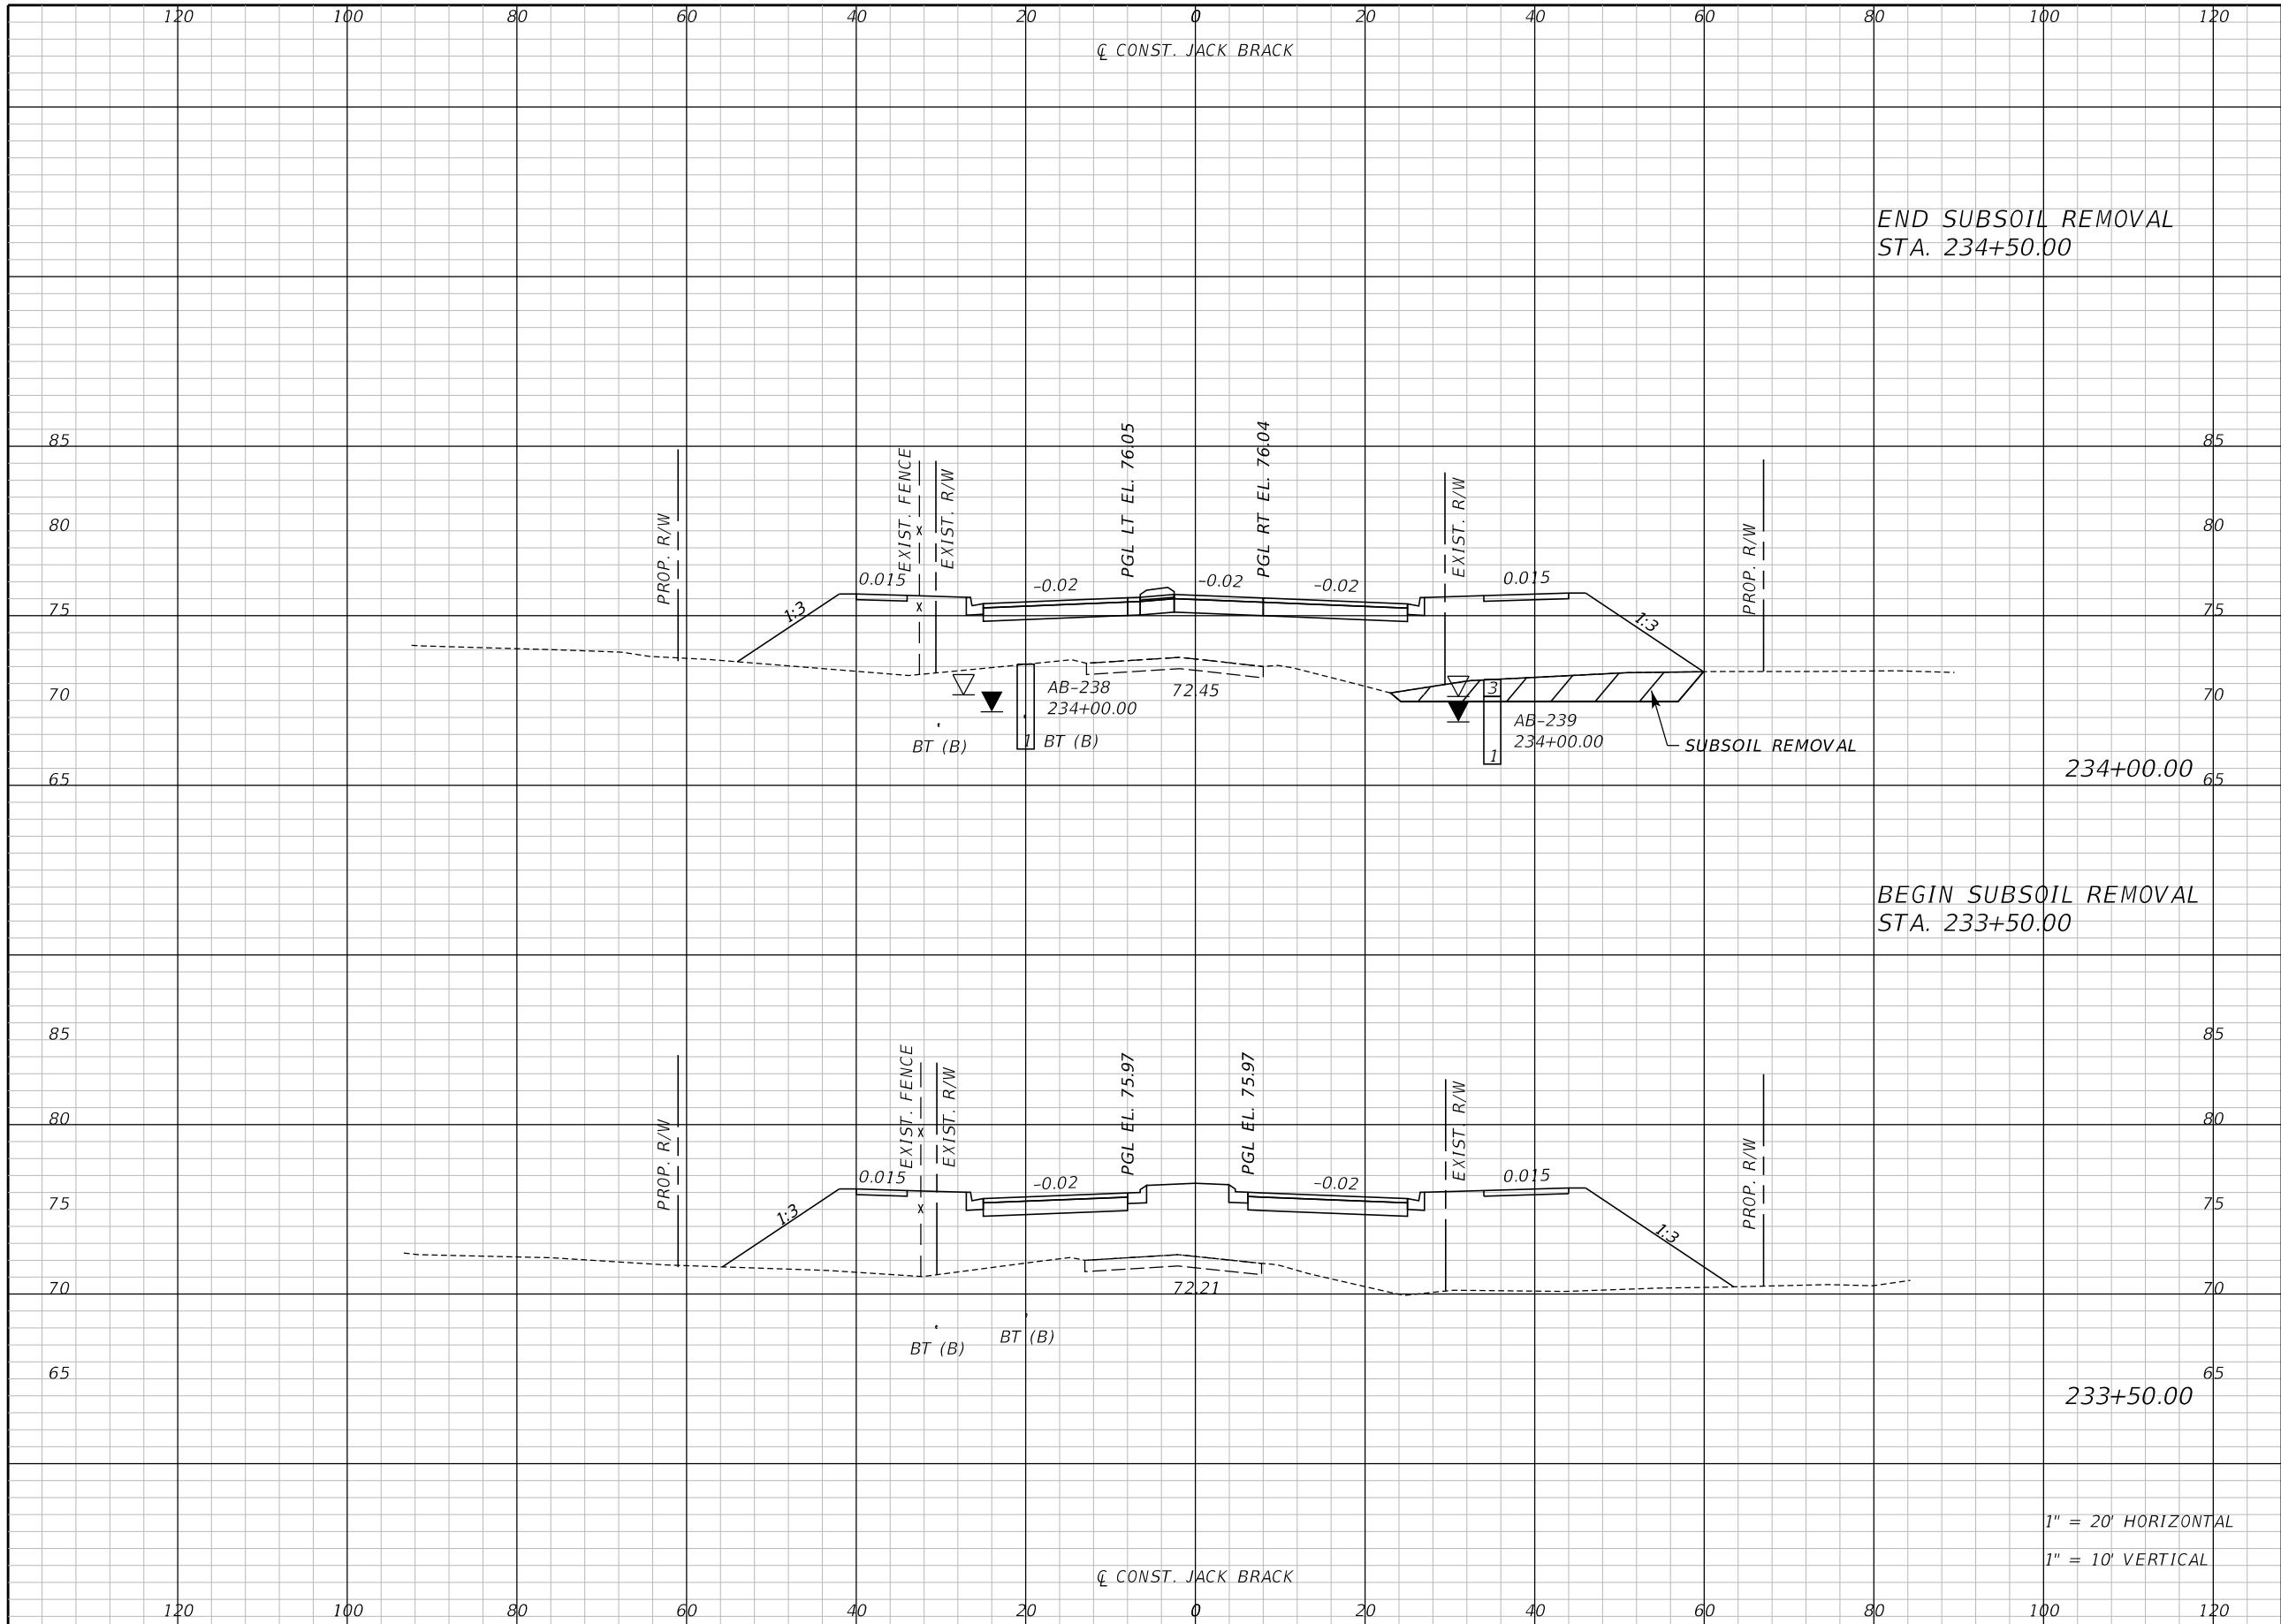 120 100 80 60 40 20 0 20 40 60 80 100 120
℄ CONST. JACK BRACK
END SUBSOIL REMOVAL
STA. 234+50.00
85 85
80 80
75 75
70 70
65 65
PROP. R/W
EXIST. FENCE
EXIST. R/W
PGL LT EL. 76.05
PGL RT EL. 76.04
EXIST. R/W
PROP. R/W
x
x
1:3
0.015
-0.02
-0.02
-0.02
0.015
1:3
AB-238
234+00.00
72.45
BT (B)
1 BT (B)
3
AB-239
234+00.00
1
SUBSOIL REMOVAL
234+00.00
BEGIN SUBSOIL REMOVAL
STA. 233+50.00
85 85
80 80
75 75
70 70
65 65
PROP. R/W
EXIST. FENCE
EXIST. R/W
PGL EL. 75.97
PGL EL. 75.97
EXIST. R/W
PROP. R/W
x
x
1:3
0.015
-0.02
-0.02
0.015
1:3
72.21
BT (B)
BT (B)
233+50.00
1" = 20' HORIZONTAL
1" = 10' VERTICAL
℄ CONST. JACK BRACK
120 100 80 60 40 20 0 20 40 60 80 100 120